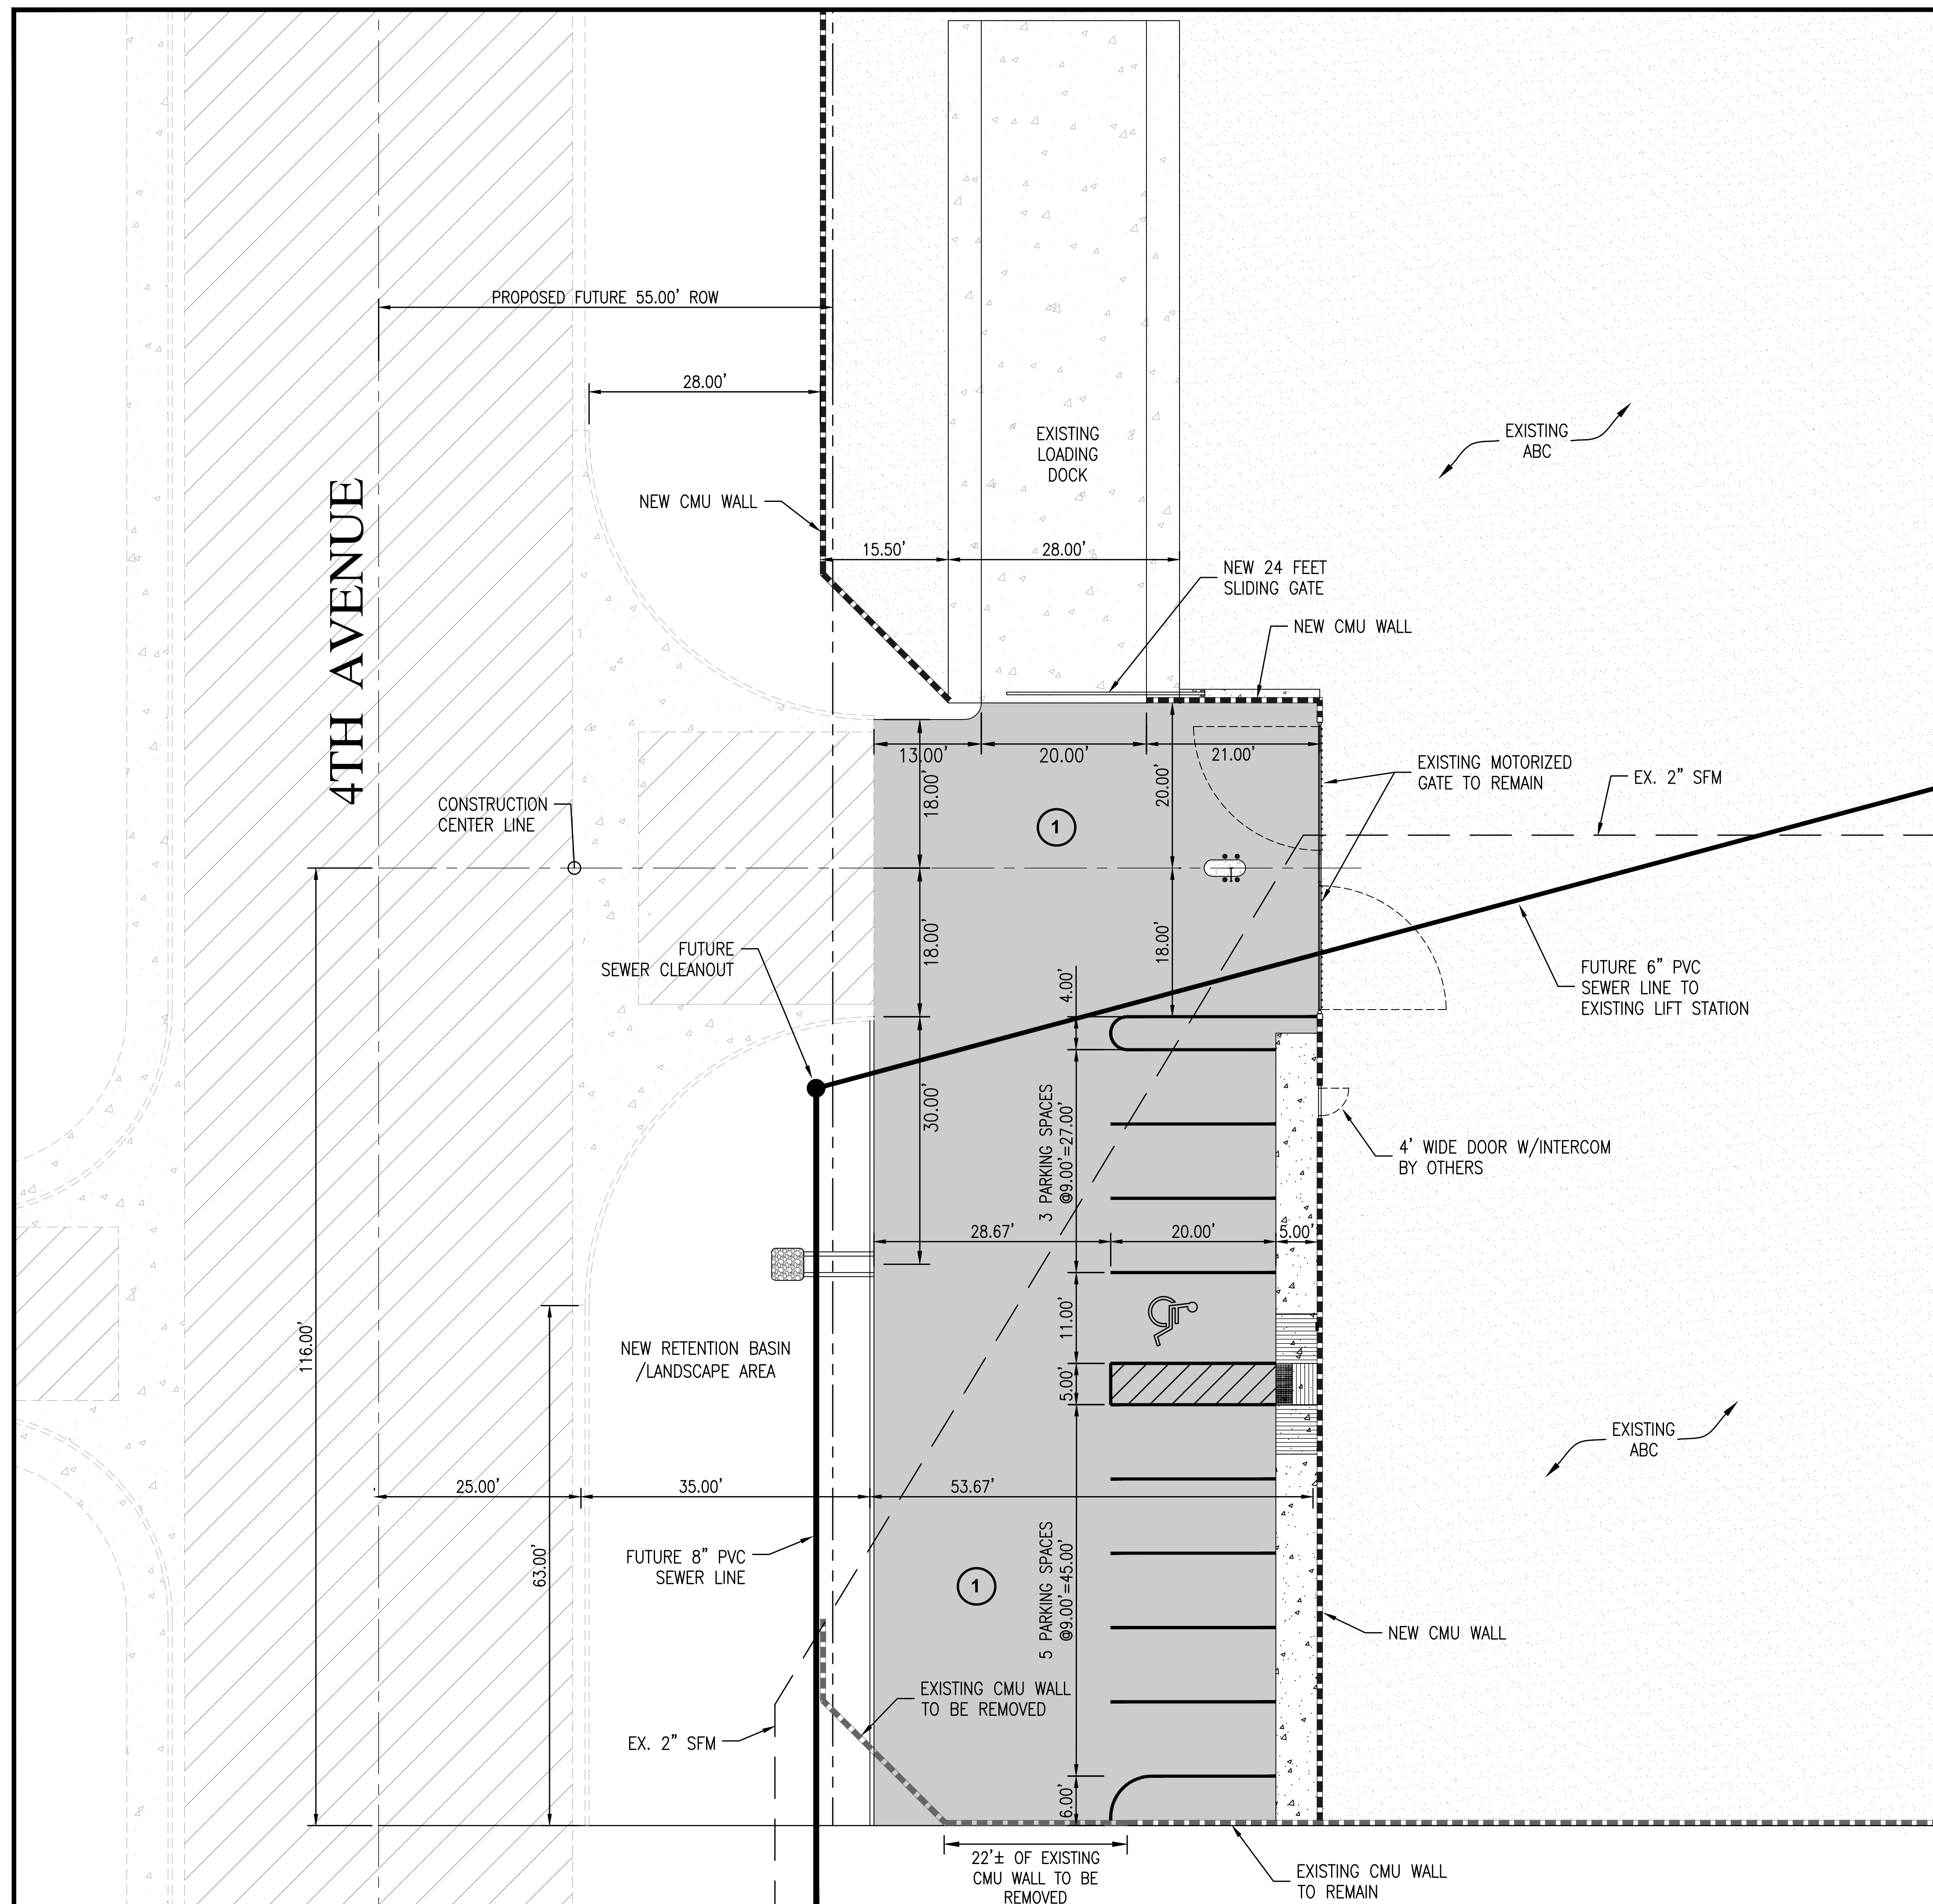 PROPOSED FUTURE 55.00' ROW
28.00'
EXISTING
LOADING
DOCK
EXISTING
ABC
NEW CMU WALL
4TH AVENUE
15.50'
28.00'
NEW 24 FEET
SLIDING GATE
NEW CMU WALL
13.00'
20.00'
21.00'
18.00'
20.00'
EXISTING MOTORIZED
GATE TO REMAIN
EX. 2" SFM
CONSTRUCTION
CENTER LINE
1
FUTURE
SEWER CLEANOUT
18.00'
18.00'
4.00'
FUTURE 6" PVC
SEWER LINE TO
EXISTING LIFT STATION
30.00'
3 PARKING SPACES
@9.00'=27.00'
4' WIDE DOOR W/INTERCOM
BY OTHERS
28.67'
20.00'
5.00'
116.00'
NEW RETENTION BASIN
/LANDSCAPE AREA
11.00'
5.00'
EXISTING
ABC
25.00'
35.00'
53.67'
63.00'
FUTURE 8" PVC
SEWER LINE
1
5 PARKING SPACES
@9.00'=45.00'
NEW CMU WALL
EXISTING CMU WALL
TO BE REMOVED
EX. 2" SFM
6.00'
22'± OF EXISTING
CMU WALL TO BE
REMOVED
EXISTING CMU WALL
TO REMAIN